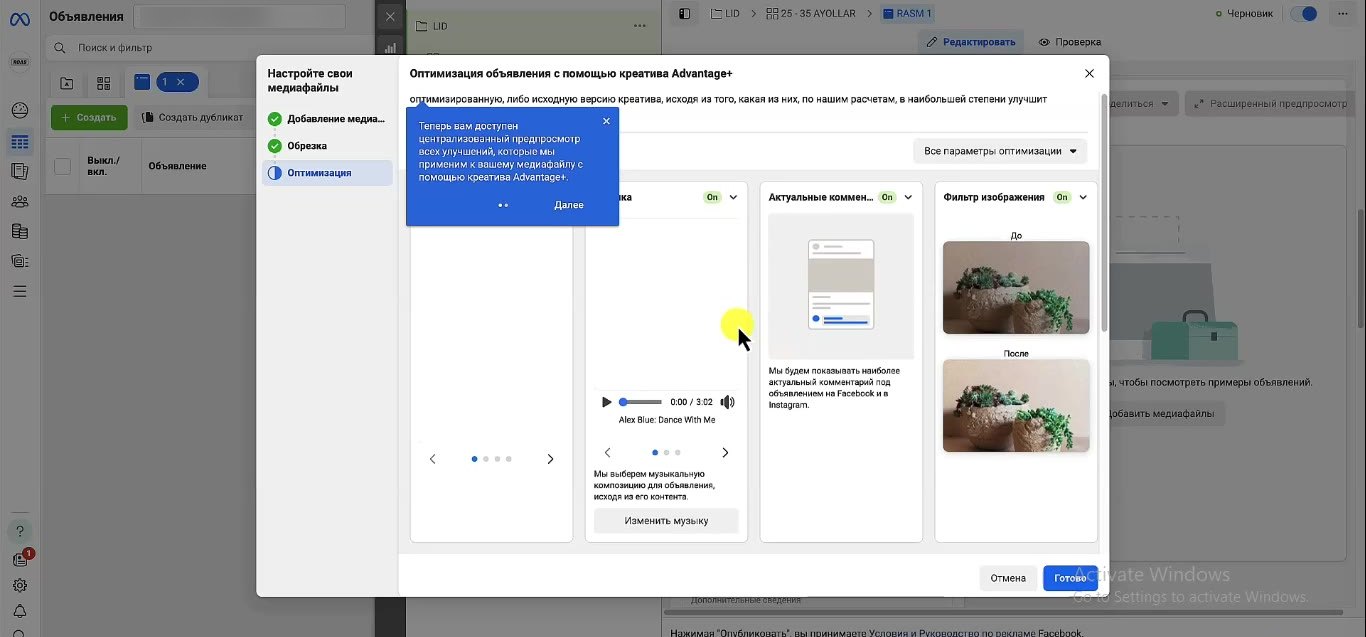 Объявления
LID
LID
25 - 35 AYOLLAR
RASM 1
Черновик
Поиск и фильтр
Редактировать
Проверка
1
Создать
Создать дубликат
Расширенный предпросмотр
Выкл./
вкл.
Объявление
Настройте свои
медиафайлы
Добавление медиа...
Обрезка
Оптимизация
Оптимизация объявления с помощью креатива Advantage+
оптимизированную, либо исходную версию креатива, исходя из того, какая из них, по нашим расчетам, в наибольшей степени улучшит
Теперь вам доступен
централизованный предпросмотр
всех улучшений, которые мы
применим к вашему медиафайлу с
помощью креатива Advantage+.
Далее
Все параметры оптимизации
On
Актуальные коммен...
On
Фильтр изображения
On
До
После
0:00 / 3:02
Alex Blue: Dance With Me
Мы выберем музыкальную
композицию для объявления,
исходя из его контента.
Изменить музыку
Мы будем показывать наиболее
актуальный комментарий под
объявлением на Facebook и в
Instagram.
, чтобы посмотреть примеры объявлений.
добавить медиафайлы
Отмена
Готово
Activate Windows
Go to Settings to activate Windows.
Дополнительные сведения
Нажимая "Опубликовать", вы принимаете Условия и Руководство по рекламе Facebook.
?
1